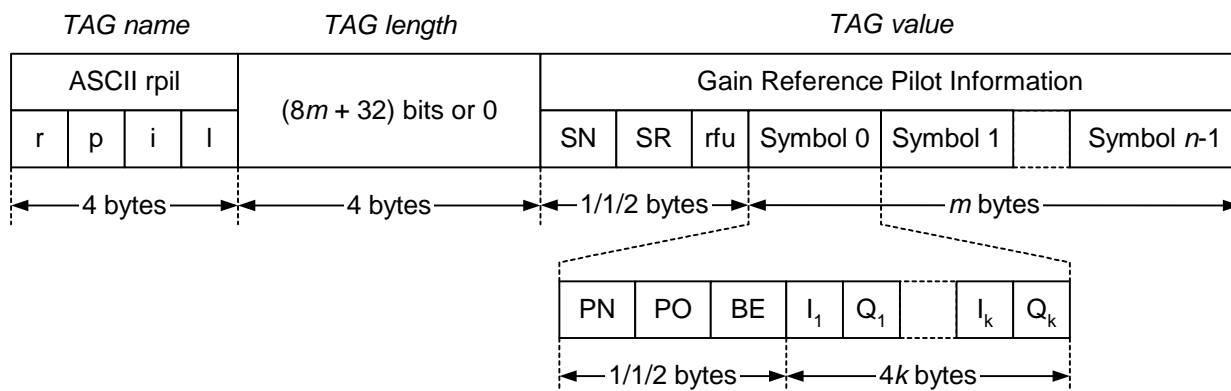 TAG name TAG length TAG value
ASCII rpil (8m + 32) bits or 0 Gain Reference Pilot Information
r p i l SN SR rfu Symbol 0 Symbol 1 Symbol n-1
4 bytes 4 bytes 1/1/2 bytes m bytes
PN PO BE I1 Q1 Ik Qk
1/1/2 bytes 4k bytes